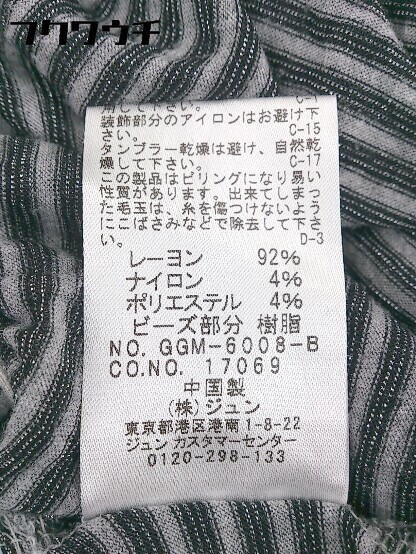 フクウウチ
装飾部分のアイロンはお避け下
さい。 C-15
タンブラー乾燥は避け、自然乾
燥して下さい。 C-17
この製品はピリングになり易い
性質があります。出来てしまっ
た毛玉は、糸を傷つけないよう
にこばさみなどで除去して下さ
い。 D-3
レーヨン 92%
ナイロン 4%
ポリエステル 4%
ビーズ部分 樹脂
NO. GGM-6008-B
CO.NO. 17069
中国製
(株)ジュン
東京都港区港南1-8-22
ジュン カスタマーセンター
0120-298-133